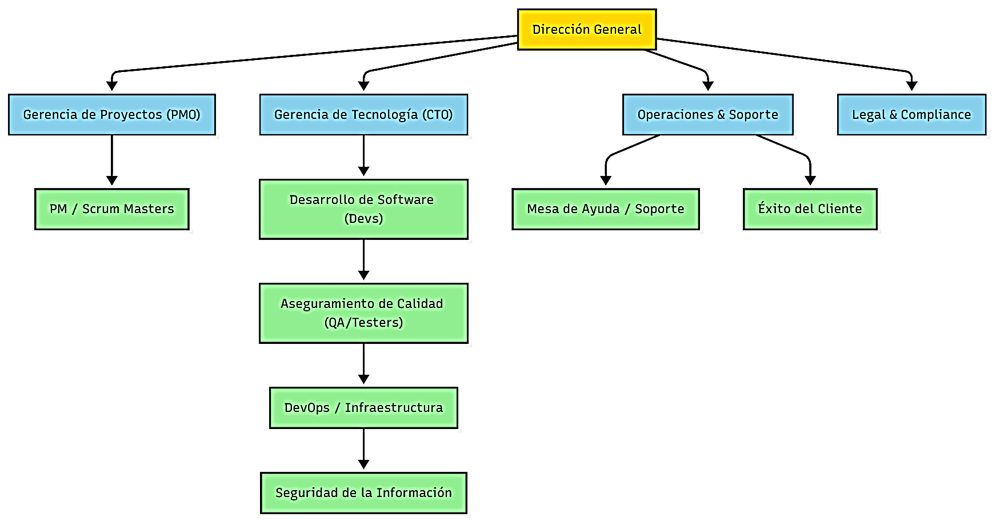 Dirección General
Gerencia de Proyectos (PMO)
Gerencia de Tecnología (CTO)
Operaciones & Soporte
Legal & Compliance
PM / Scrum Masters
Desarrollo de Software
(Devs)
Mesa de Ayuda / Soporte
Éxito del Cliente
Aseguramiento de Calidad
(QA/Testers)
DevOps / Infraestructura
Seguridad de la Información